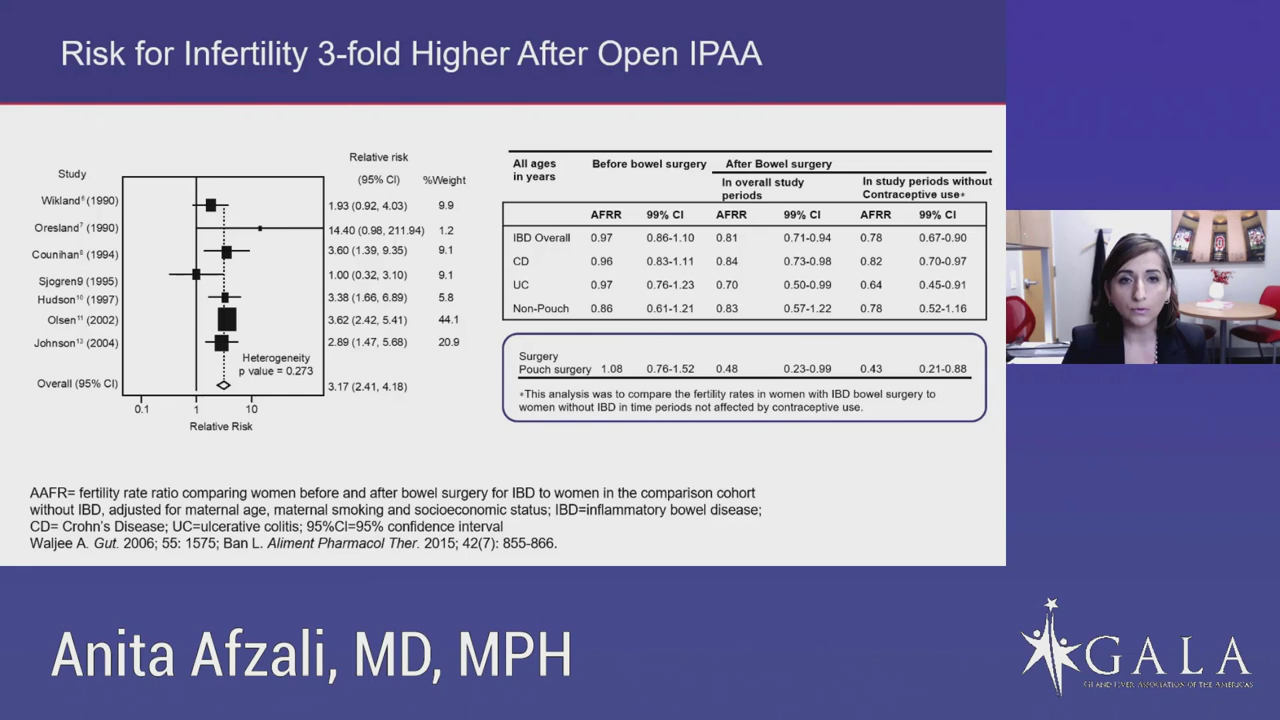 Risk for Infertility 3-fold Higher After Open IPAA
Study
Relative risk
(95% CI)
%Weight
Wikland⁶ (1990)
1.93 (0.92, 4.03)
9.9
Oresland⁷ (1990)
14.40 (0.98, 211.94)
1.2
Counihan⁸ (1994)
3.60 (1.39, 9.35)
9.1
Sjogren9 (1995)
1.00 (0.32, 3.10)
9.1
Hudson¹⁰ (1997)
3.38 (1.66, 6.89)
5.8
Olsen¹¹ (2002)
3.62 (2.42, 5.41)
44.1
Johnson¹³ (2004)
2.89 (1.47, 5.68)
20.9
Heterogeneity
p value = 0.273
Overall (95% CI)
3.17 (2.41, 4.18)
0.1 1 10
Relative Risk
All ages
in years
Before bowel surgery
After Bowel surgery
In overall study
periods
In study periods without
Contraceptive use*
AFRR 99% CI AFRR 99% CI AFRR 99% CI
IBD Overall 0.97 0.86-1.10 0.81 0.71-0.94 0.78 0.67-0.90
CD 0.96 0.83-1.11 0.84 0.73-0.98 0.82 0.70-0.97
UC 0.97 0.76-1.23 0.70 0.50-0.99 0.64 0.45-0.91
Non-Pouch 0.86 0.61-1.21 0.83 0.57-1.22 0.78 0.52-1.16
Surgery
Pouch surgery 1.08 0.76-1.52 0.48 0.23-0.99 0.43 0.21-0.88
*This analysis was to compare the fertility rates in women with IBD bowel surgery to
women without IBD in time periods not affected by contraceptive use.
AAFR= fertility rate ratio comparing women before and after bowel surgery for IBD to women in the comparison cohort
without IBD, adjusted for maternal age, maternal smoking and socioeconomic status; IBD=inflammatory bowel disease;
CD= Crohn's Disease; UC=ulcerative colitis; 95%CI=95% confidence interval
Waljee A. Gut. 2006; 55: 1575; Ban L. Aliment Pharmacol Ther. 2015; 42(7): 855-866.
Anita Afzali, MD, MPH
GALA
GI AND LIVER ASSOCIATION OF THE AMERICAS